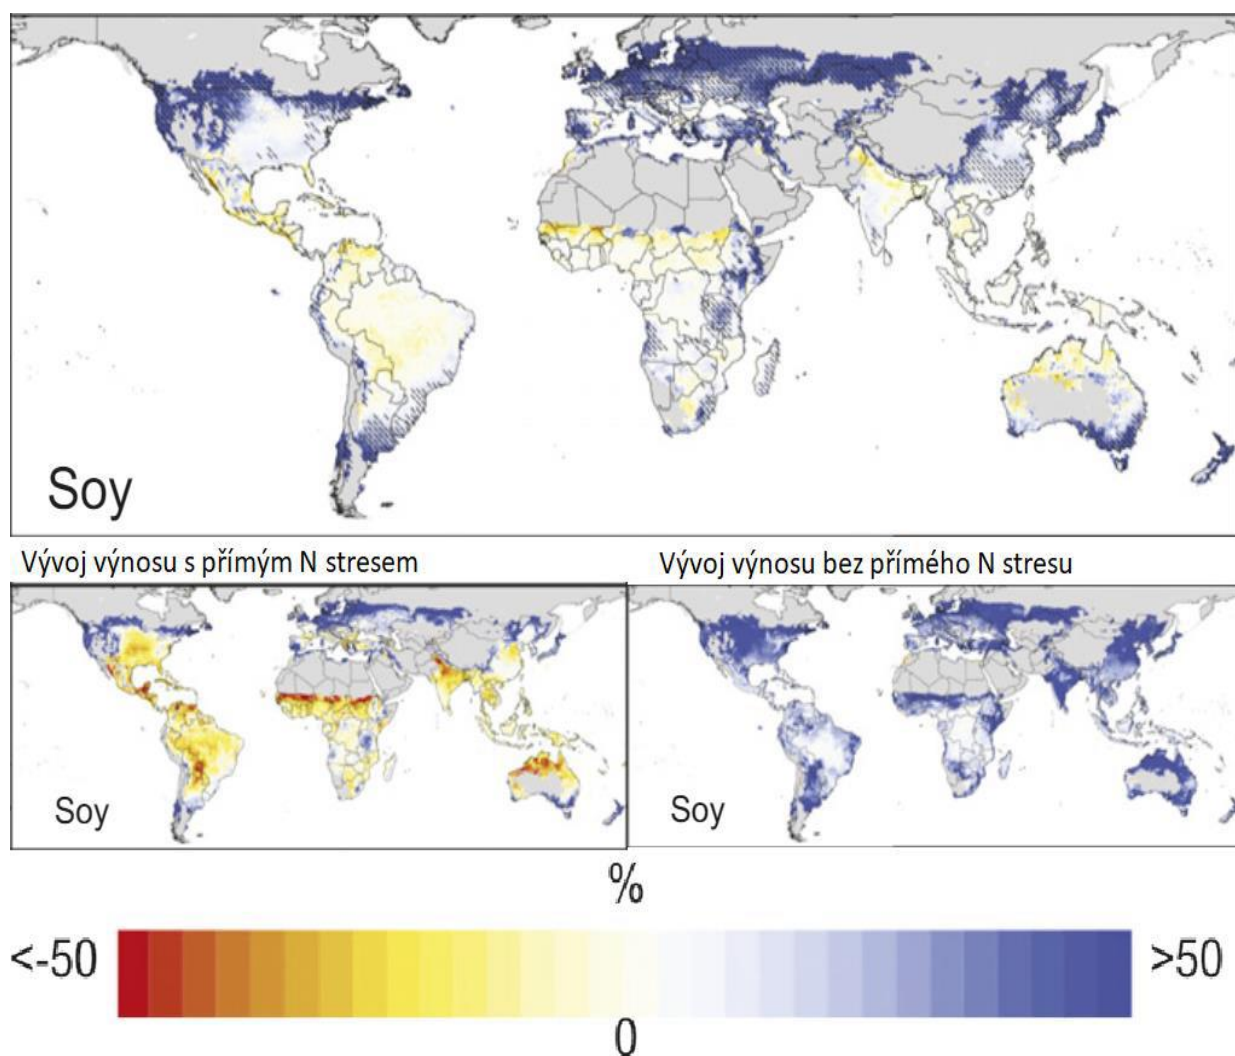 Soy
Vývoj výnosu s přímým N stresem
Vývoj výnosu bez přímého N stresu
Soy
Soy
%
<-50
>50
0